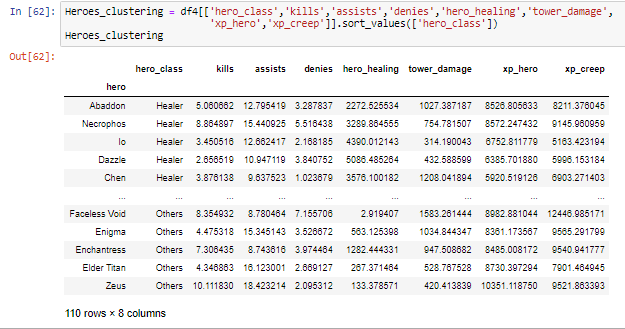 In [62]: Heroes_clustering = df4[['hero_class','kills','assists','denies','hero_healing','tower_damage',
'xp_hero','xp_creep']].sort_values(['hero_class'])
Heroes_clustering
Out[62]:
hero_class kills assists denies hero_healing tower_damage xp_hero xp_creep
hero
Abaddon Healer 5.060662 12.795419 3.287837 2272.525534 1027.387187 8526.805633 8211.376045
Necrophos Healer 8.864897 15.440925 5.516438 3289.864555 754.781507 8572.247432 9145.960959
Io Healer 3.450516 12.662417 2.168185 4390.012143 314.190043 6752.811779 5163.423194
Dazzle Healer 2.656519 10.947119 3.840752 5086.485264 432.588599 6385.701880 5996.153184
Chen Healer 3.876138 9.637523 1.023679 3576.100182 1208.041894 5920.519126 6903.271403
... ... ... ... ... ... ... ... ...
Faceless Void Others 8.354932 8.780464 7.155706 2.919407 1583.261444 8982.881044 12446.985171
Enigma Others 4.475318 15.345143 3.526672 563.125398 1034.844347 8361.173567 9565.291799
Enchantress Others 7.306435 8.743616 3.974464 1282.444331 947.508682 8485.008172 9540.941777
Elder Titan Others 4.346863 16.123001 2.669127 267.371464 528.767528 8730.397294 7901.464945
Zeus Others 10.111830 18.423214 2.095312 133.378571 420.413839 10351.118750 9521.863393
110 rows × 8 columns